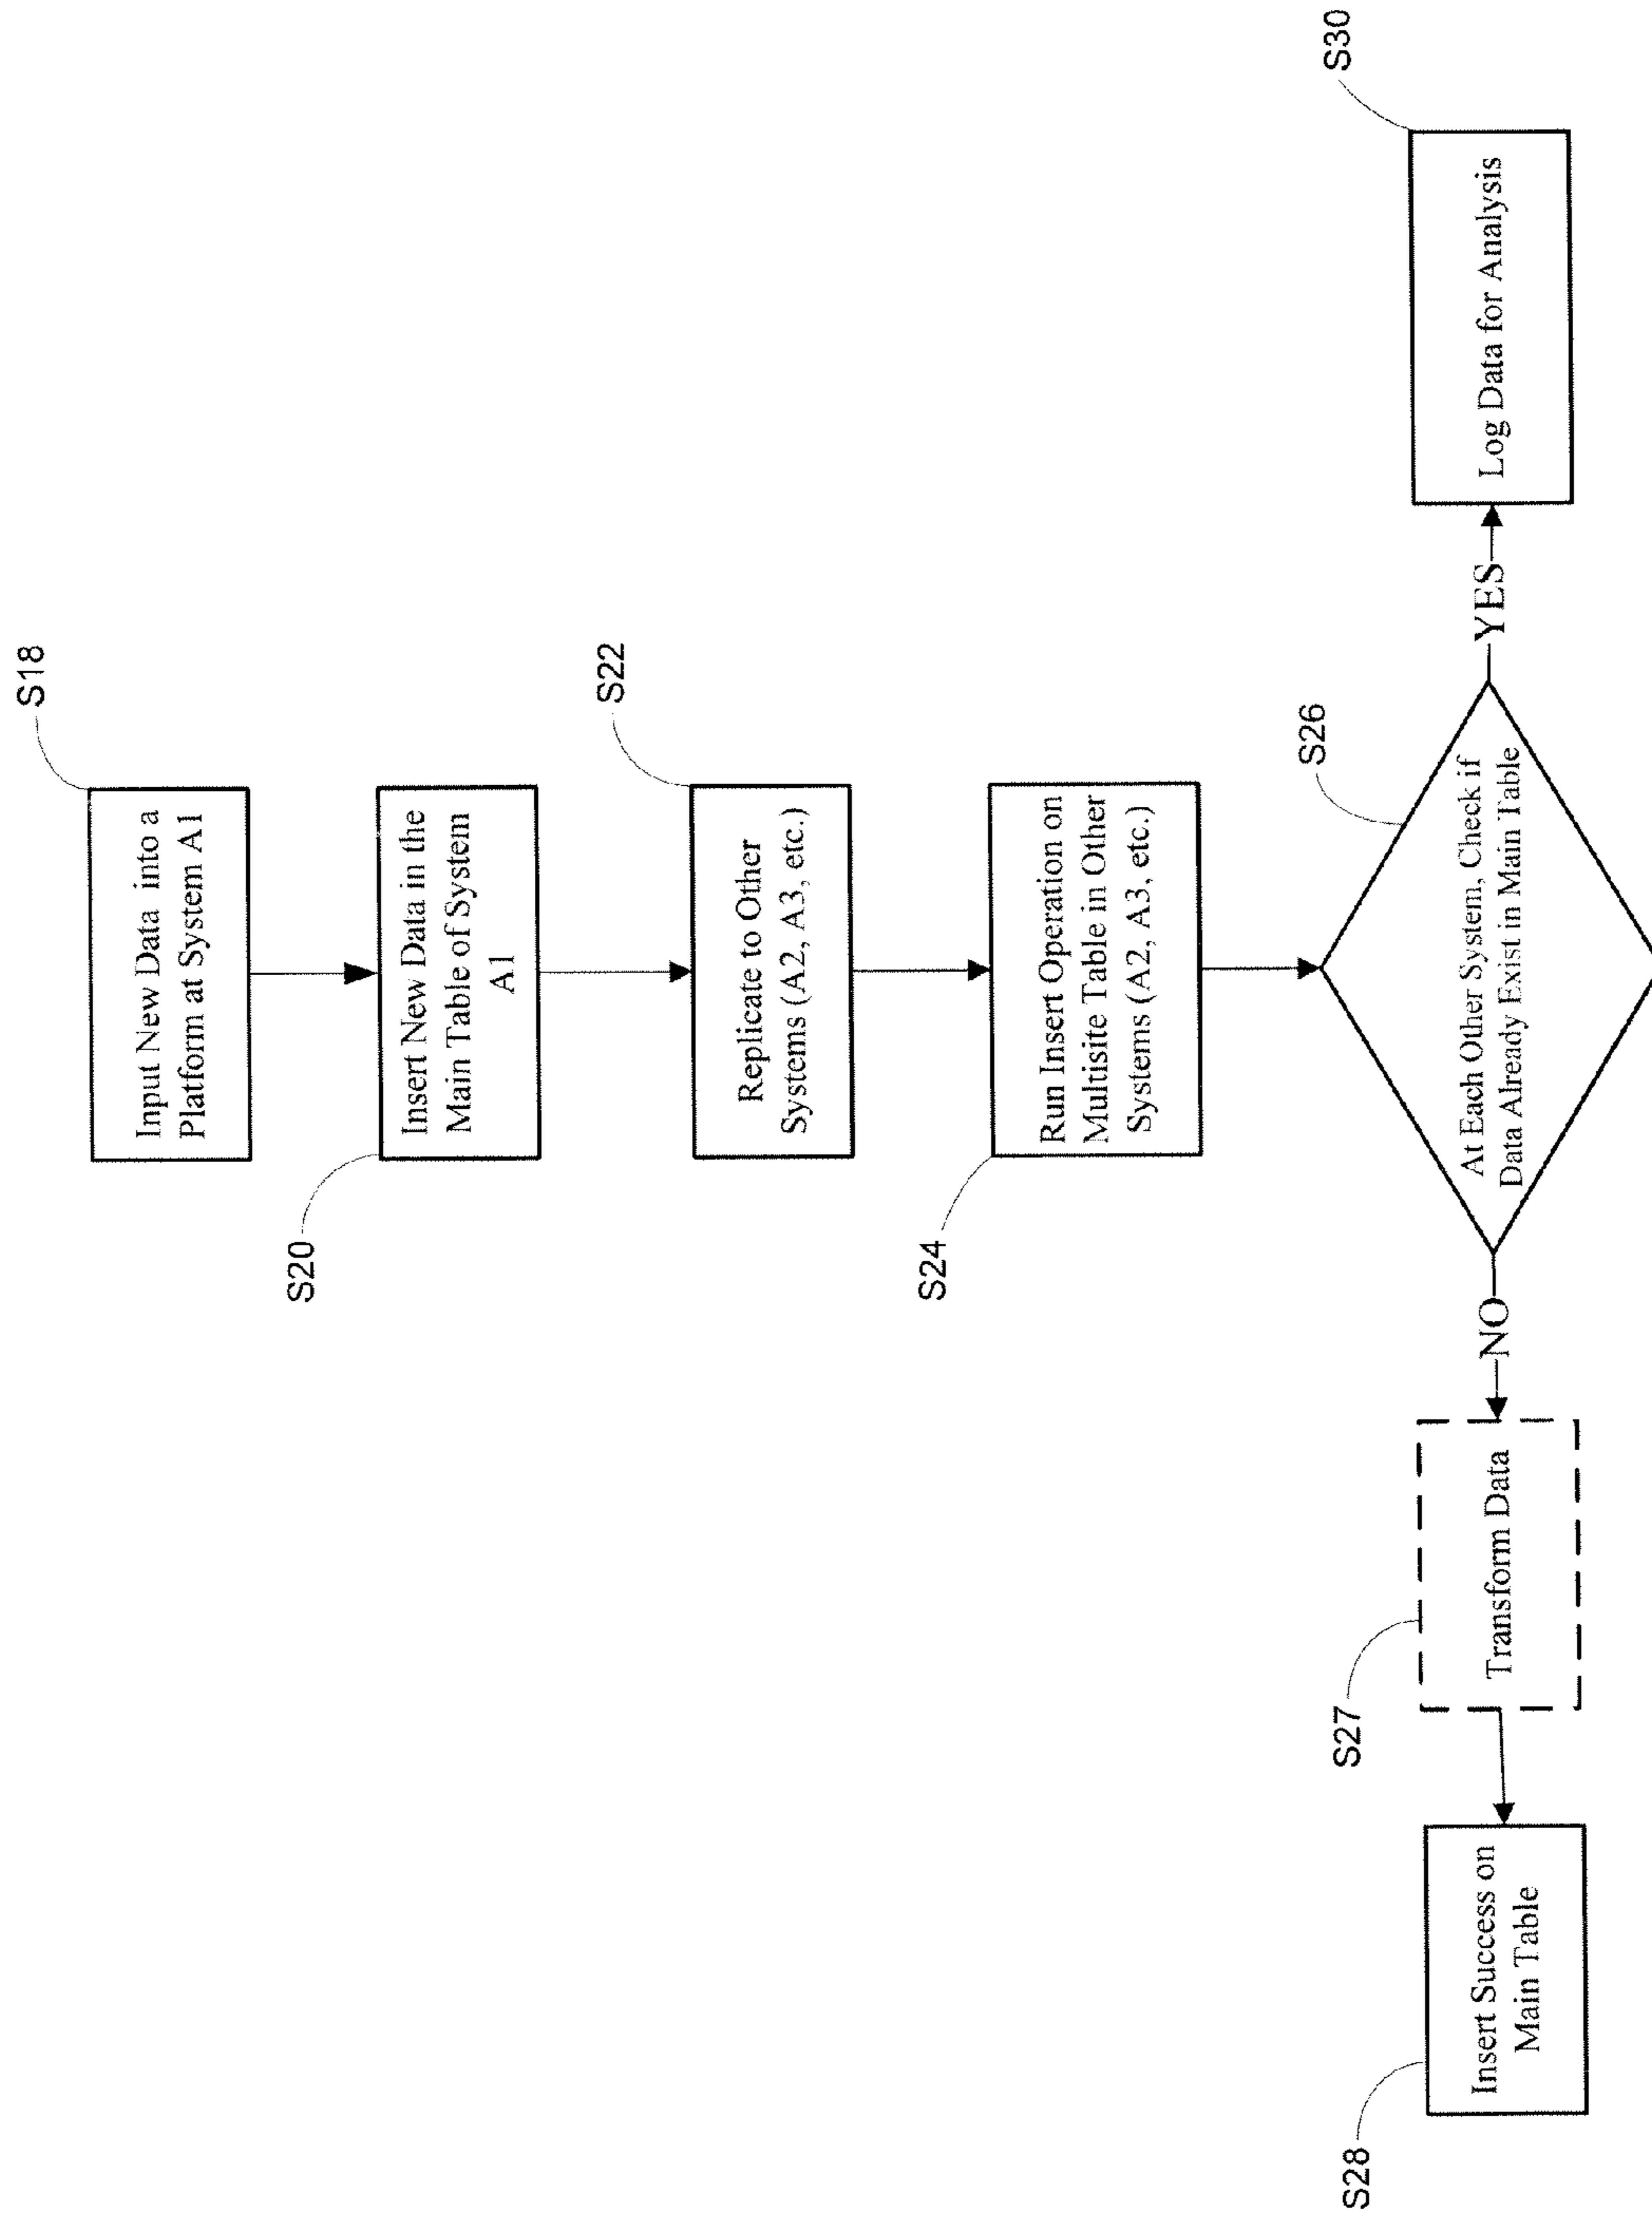 S18
Input New Data into a
Platform at System A1
S20
Insert New Data in the
Main Table of System
A1
S22
Replicate to Other
Systems (A2, A3, etc.)
S24
Run Insert Operation on
Multisite Table in Other
Systems (A2, A3, etc.)
S26
At Each Other System, Check if
Data Already Exist in Main Table
NO
YES
S27
Transform Data
S28
Insert Success on
Main Table
S30
Log Data for Analysis